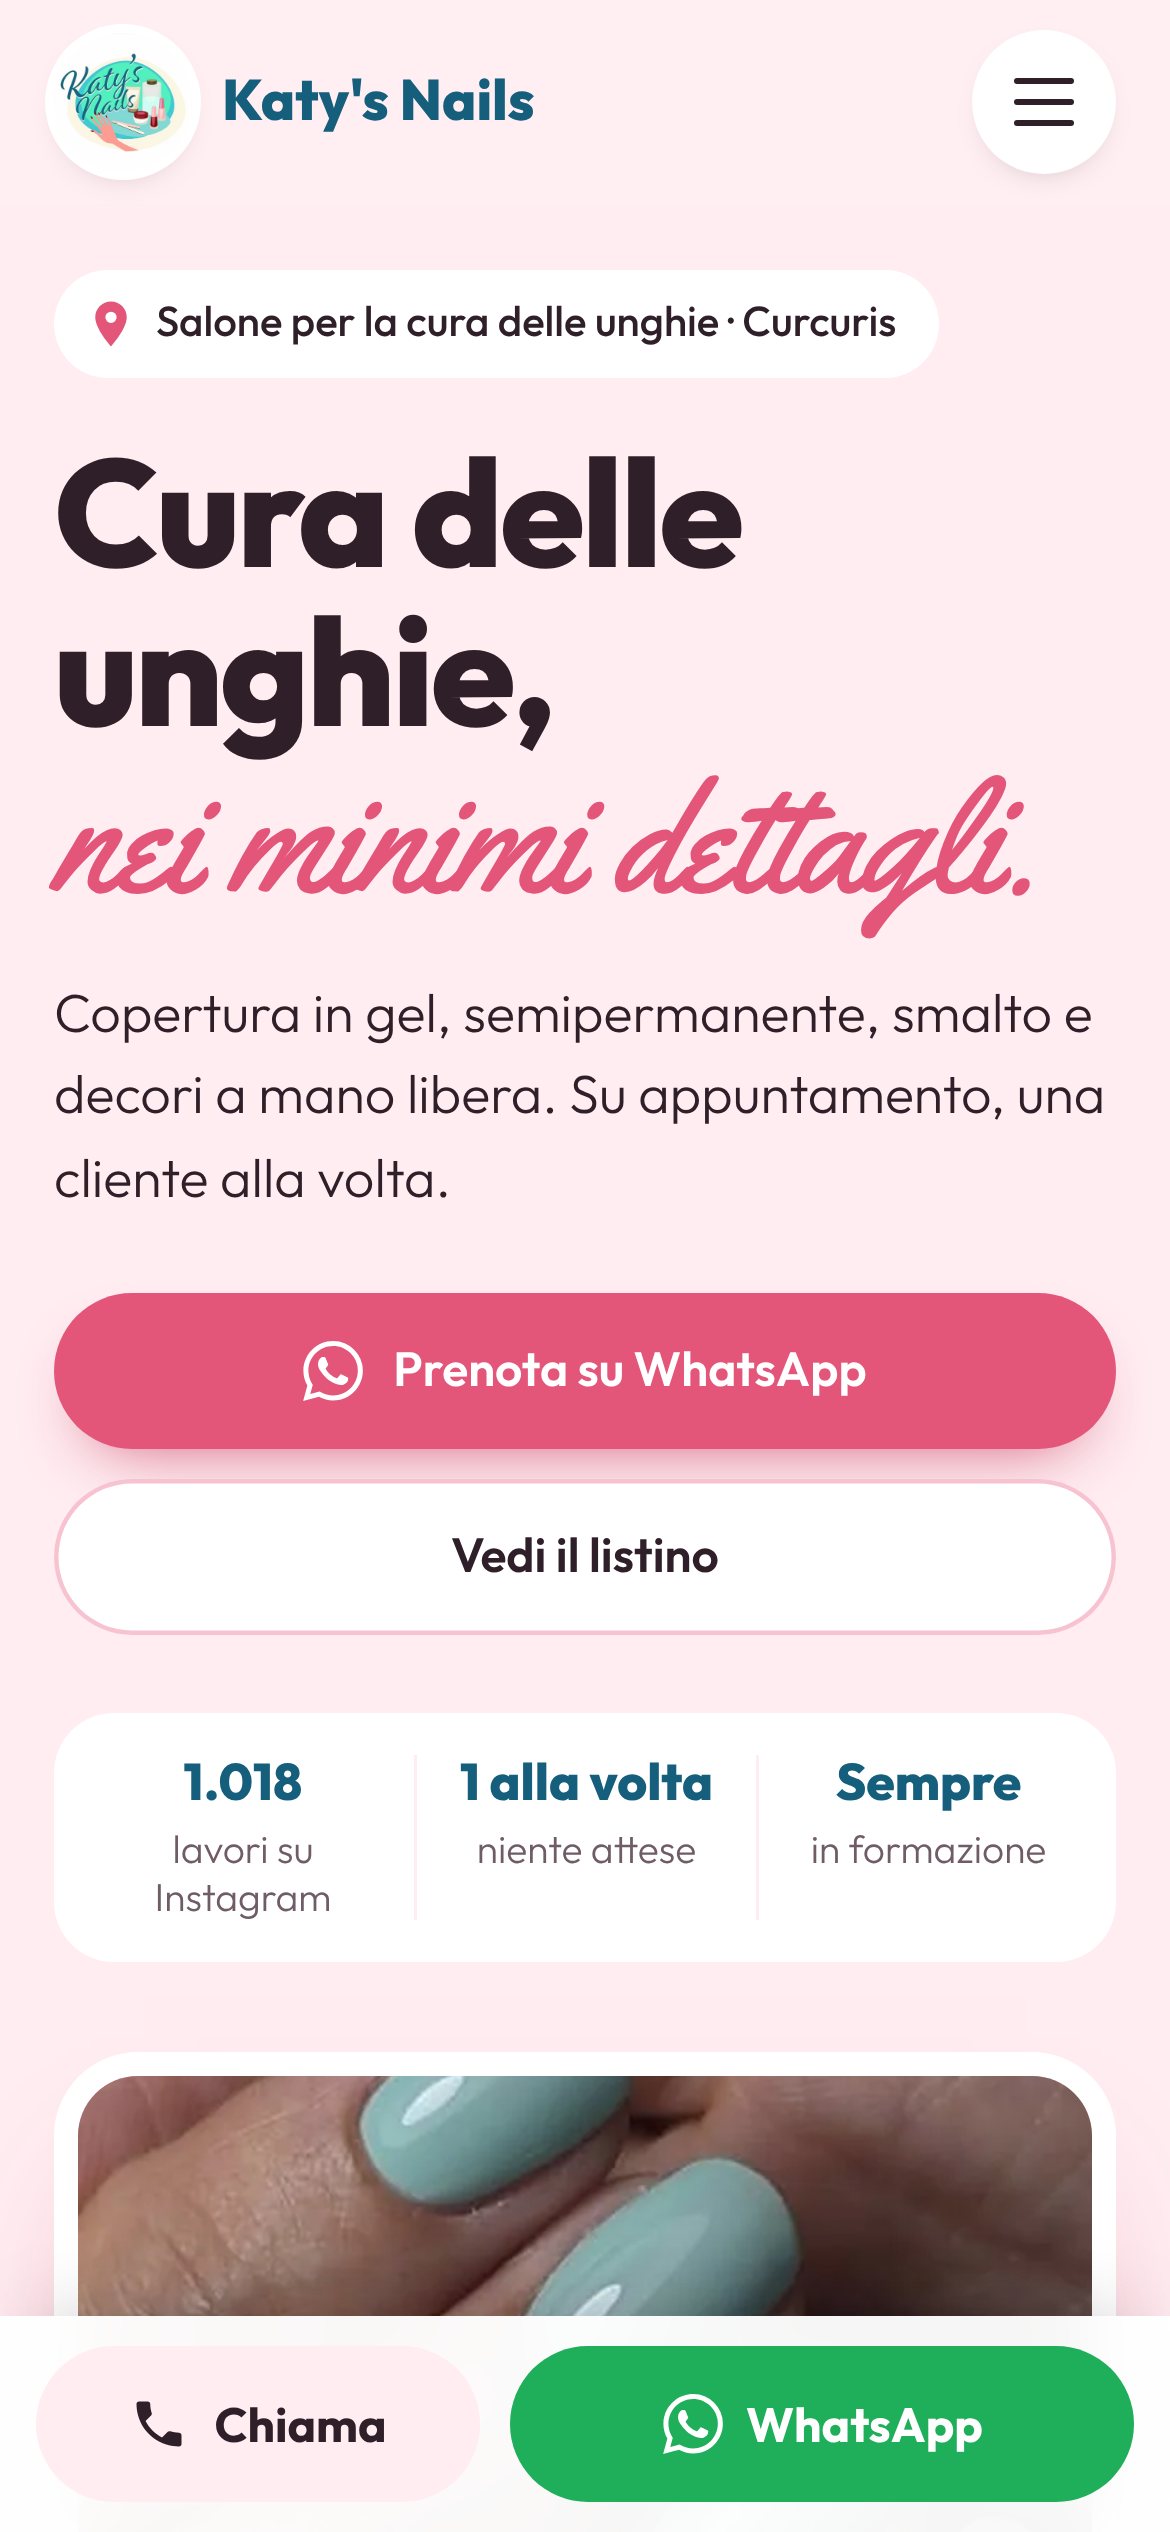 Katy's
Nails
Katy's Nails
Salone per la cura delle unghie · Curcuris
Cura delle
unghie,
nei minimi dettagli.
Copertura in gel, semipermanente, smalto e
decori a mano libera. Su appuntamento, una
cliente alla volta.
Prenota su WhatsApp
Vedi il listino
1.018
lavori su
Instagram
1 alla volta
niente attese
Sempre
in formazione
Chiama
WhatsApp